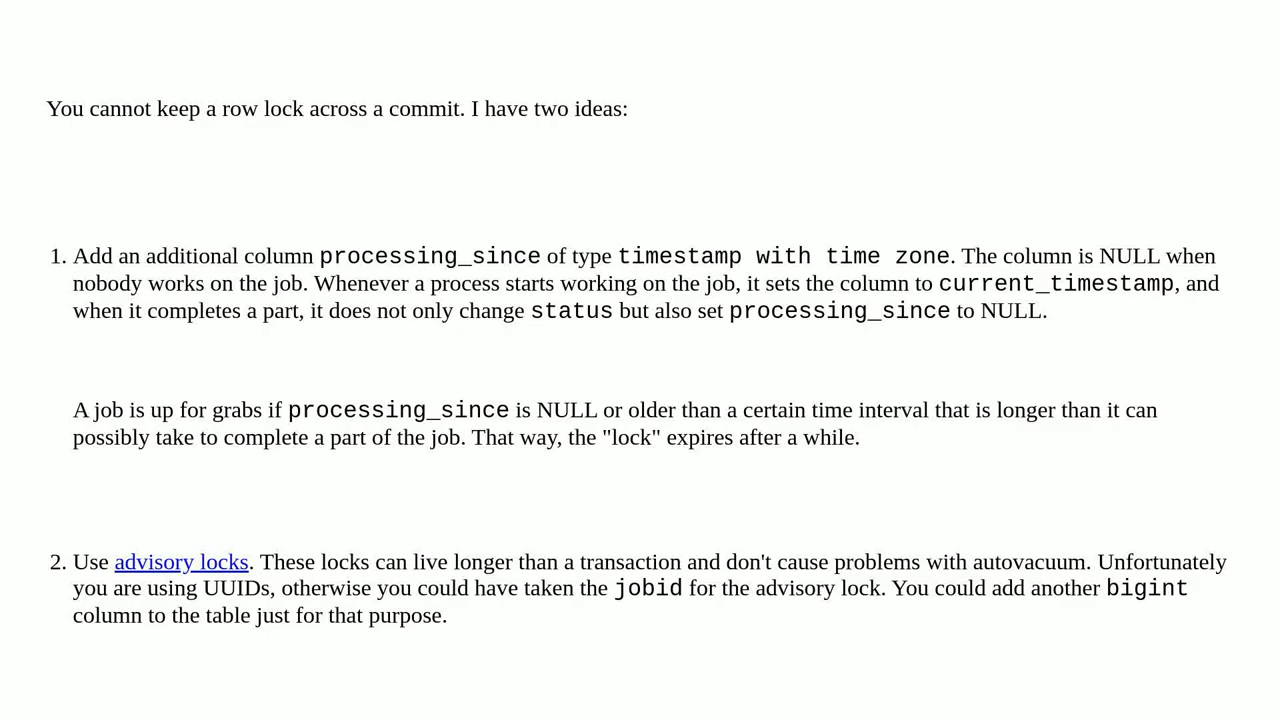 You cannot keep a row lock across a commit. I have two ideas:
1. Add an additional column processing_since of type timestamp with time zone. The column is NULL when
nobody works on the job. Whenever a process starts working on the job, it sets the column to current_timestamp, and
when it completes a part, it does not only change status but also set processing_since to NULL.
A job is up for grabs if processing_since is NULL or older than a certain time interval that is longer than it can
possibly take to complete a part of the job. That way, the "lock" expires after a while.
2. Use advisory locks. These locks can live longer than a transaction and don't cause problems with autovacuum. Unfortunately
you are using UUIDs, otherwise you could have taken the jobid for the advisory lock. You could add another bigint
column to the table just for that purpose.